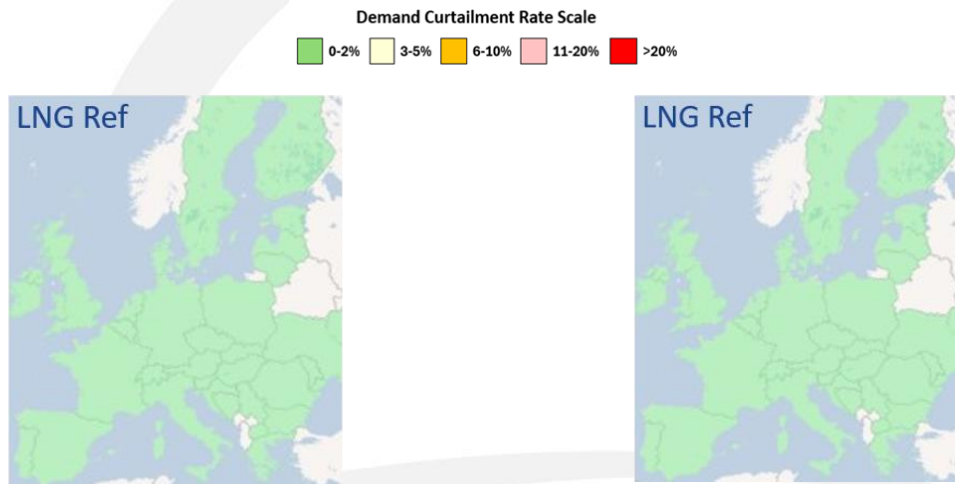 Demand Curtailment Rate Scale
0-2% 3-5% 6-10% 11-20% >20%
LNG Ref
LNG Ref